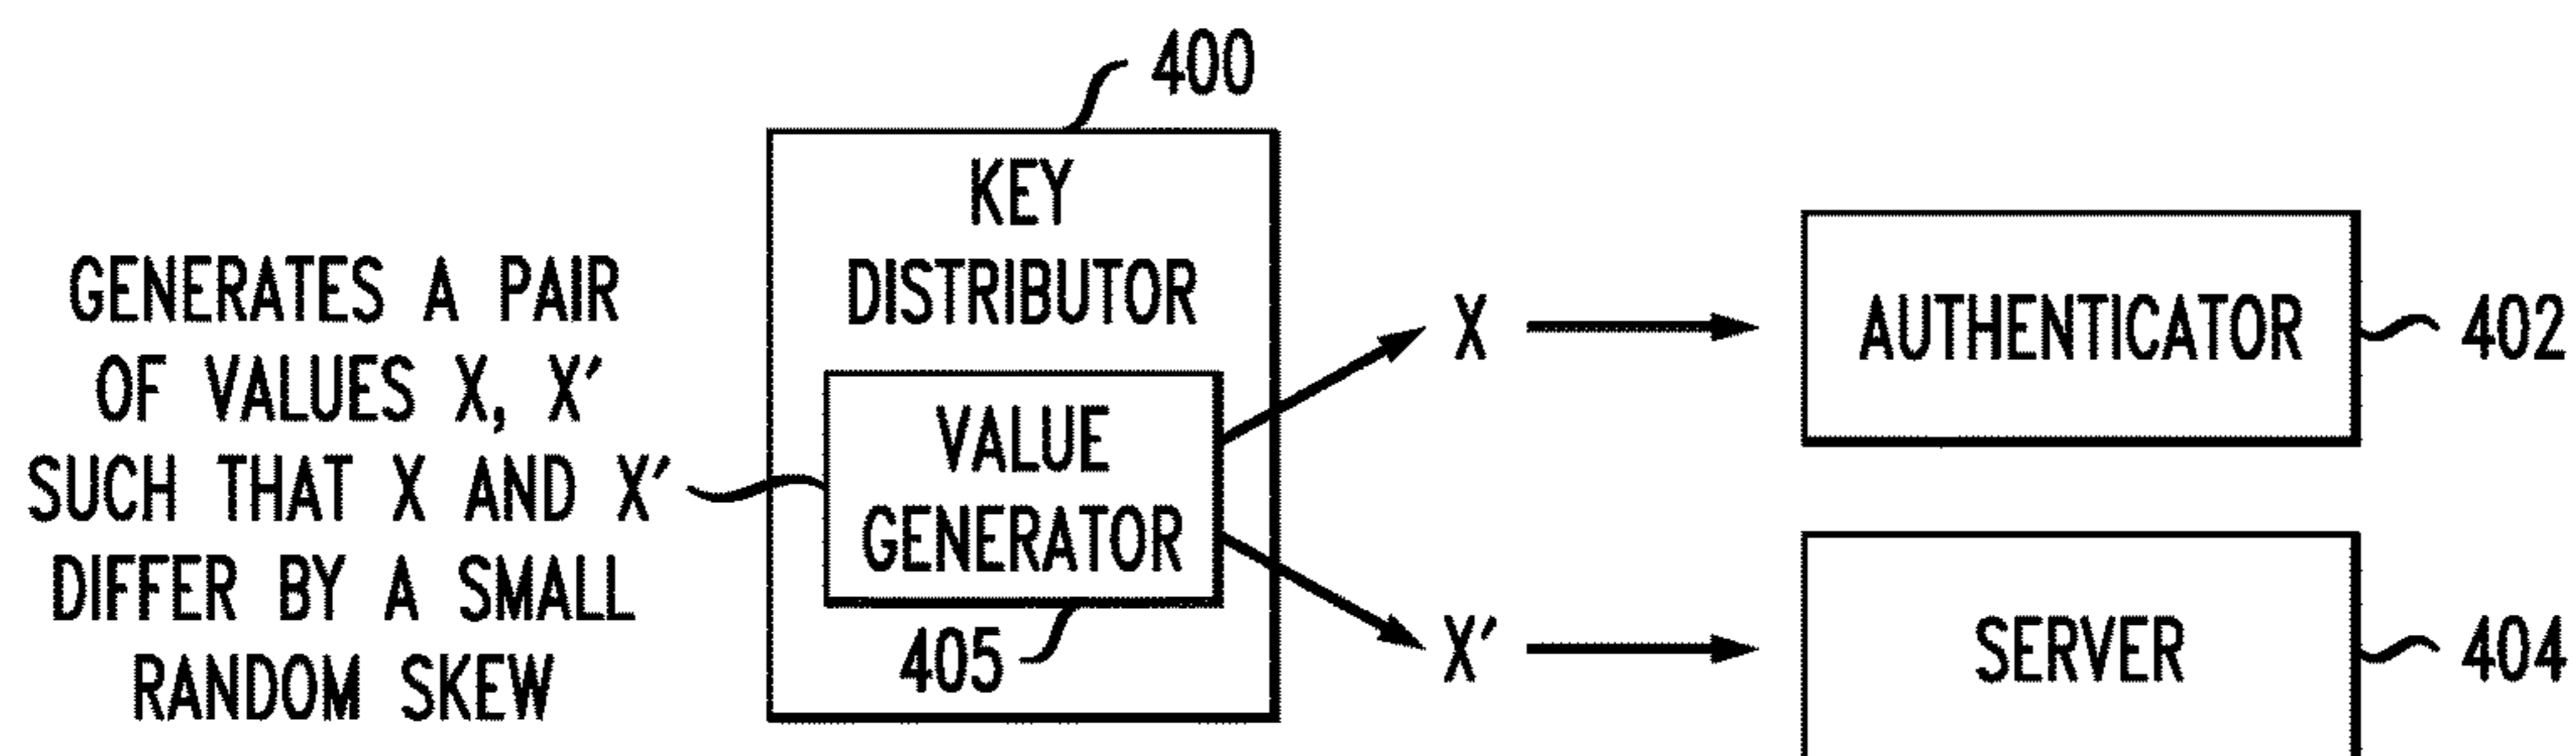 400
KEY
DISTRIBUTOR
GENERATES A PAIR
OF VALUES X, X'
SUCH THAT X AND X'
DIFFER BY A SMALL
RANDOM SKEW
VALUE
GENERATOR
405
X
X'
AUTHENTICATOR
402
SERVER
404